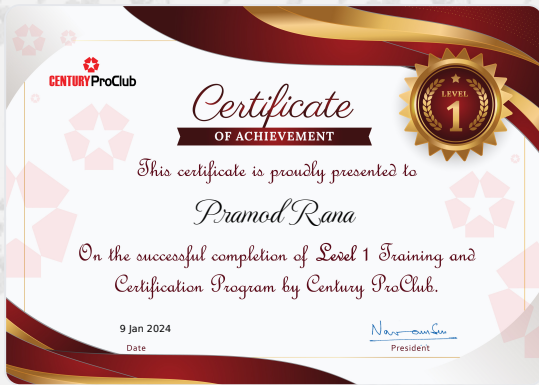 CENTURY ProClub
LEVEL
1
Certificate
OF ACHIEVEMENT
This certificate is proudly presented to
Pramod Rana
On the successful completion of Level 1 Training and
Certification Program by Century ProClub.
9 Jan 2024
Date
President